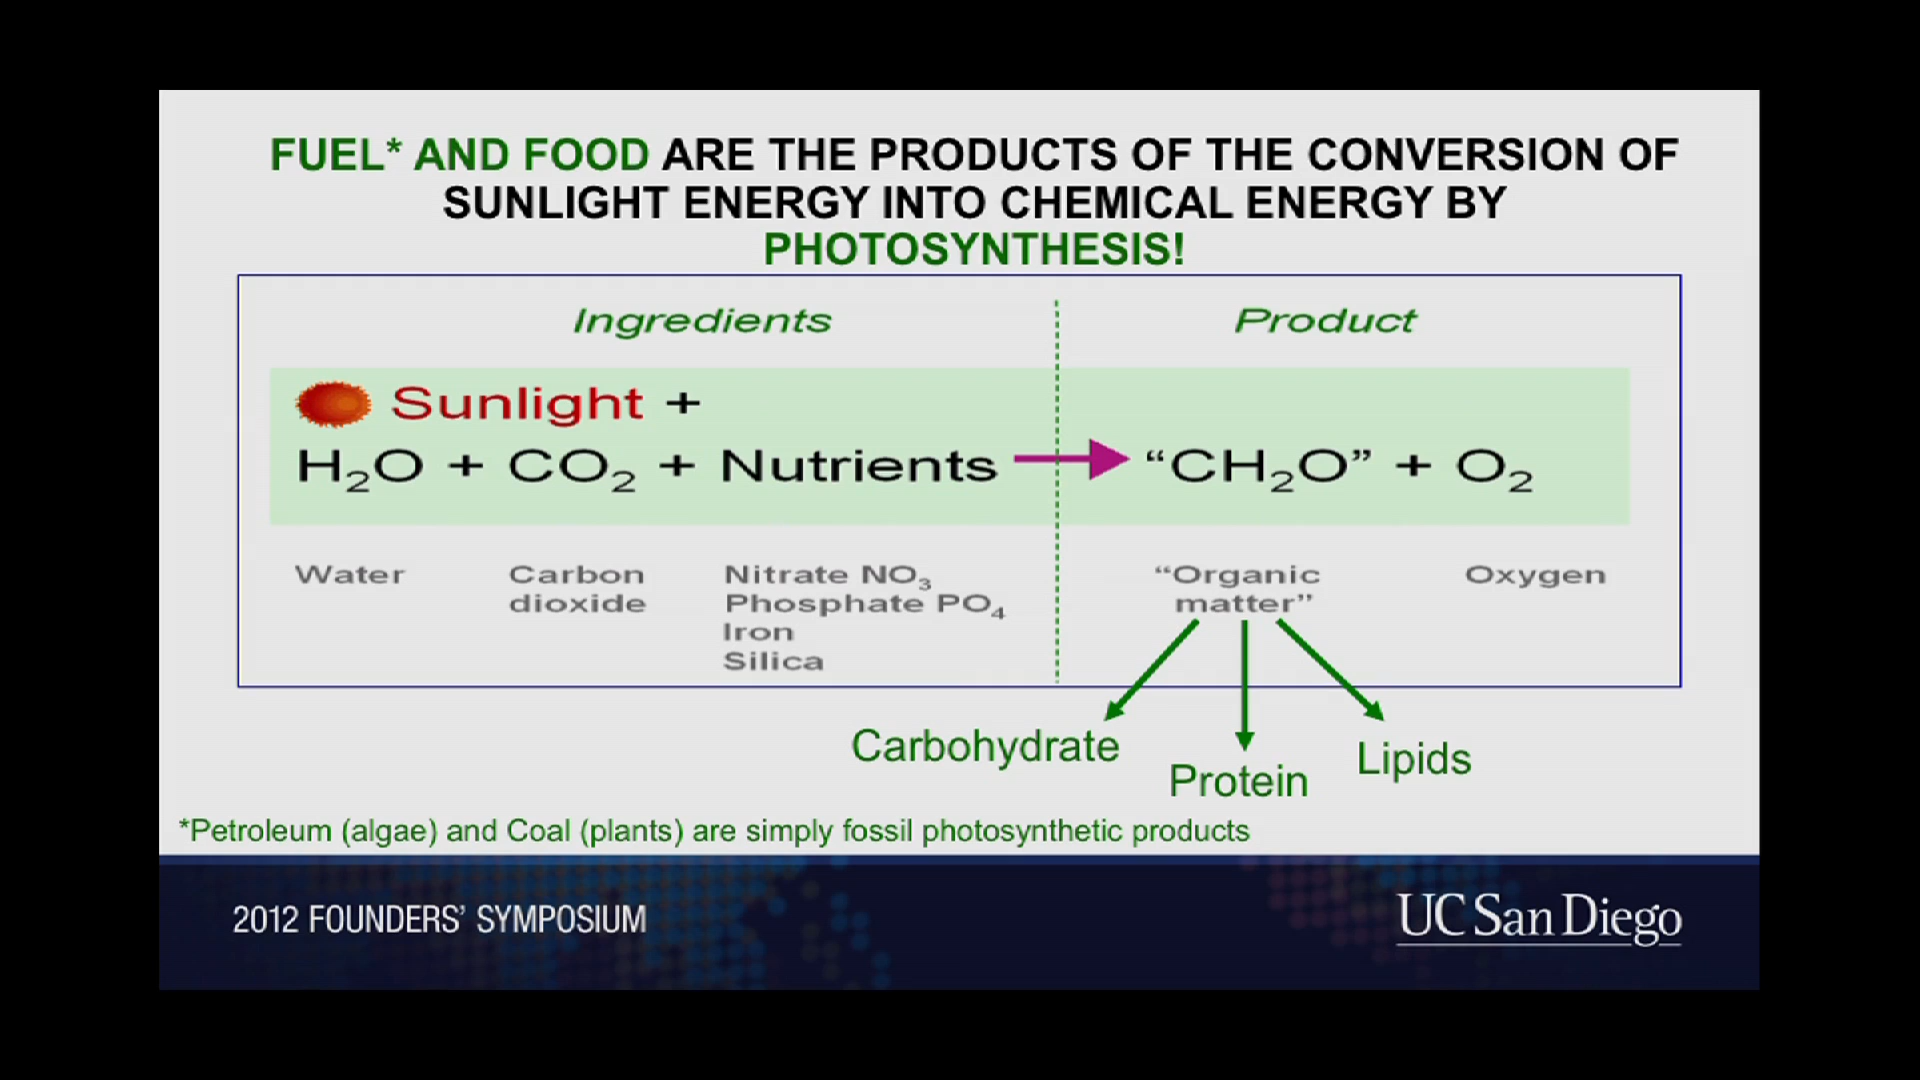 FUEL* AND FOOD ARE THE PRODUCTS OF THE CONVERSION OF
SUNLIGHT ENERGY INTO CHEMICAL ENERGY BY
PHOTOSYNTHESIS!
Ingredients
Product
Sunlight +
H₂O + CO₂ + Nutrients
“CH₂O” + O₂
Water
Carbon
dioxide
Nitrate NO₃
Phosphate PO₄
Iron
Silica
“Organic
matter”
Oxygen
Carbohydrate
Protein
Lipids
*Petroleum (algae) and Coal (plants) are simply fossil photosynthetic products
2012 FOUNDERS’ SYMPOSIUM
UC San Diego